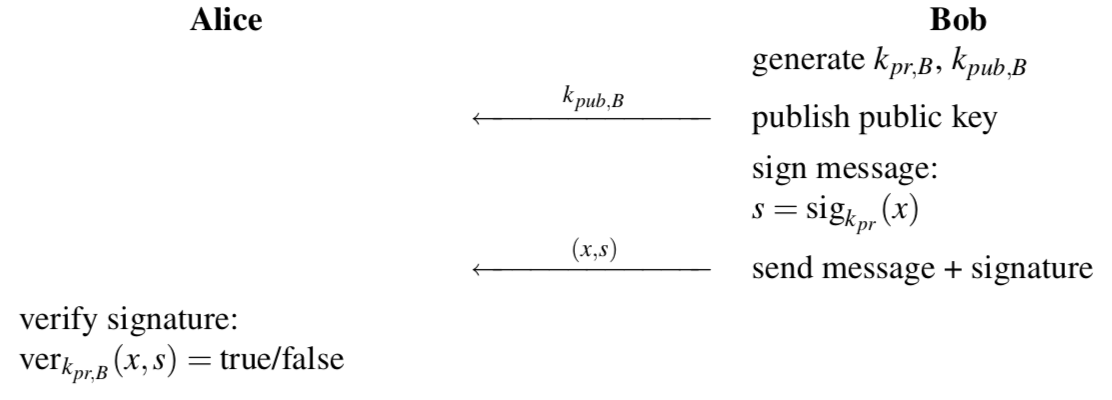 Alice Bob
generate k_{pr,B}, k_{pub,B}
k_{pub,B}
publish public key
sign message:
s = sig_{k_{pr}}(x)
(x,s)
send message + signature
verify signature:
ver_{k_{pr,B}}(x,s) = true/false